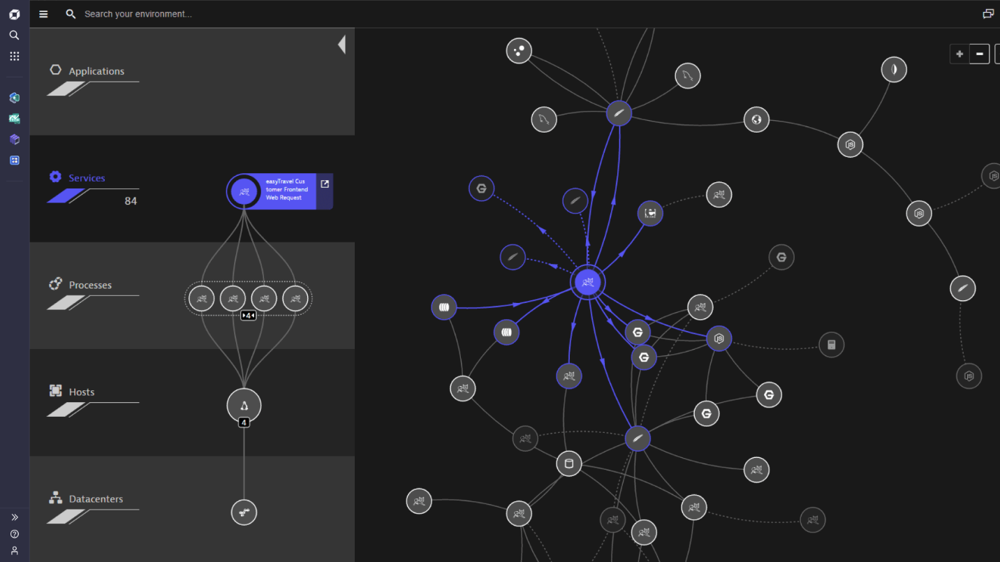 Search your environment...
Applications
Services
84
easyTravel Cus
tomer Frontend
Web Request
Processes
4
Hosts
4
Datacenters